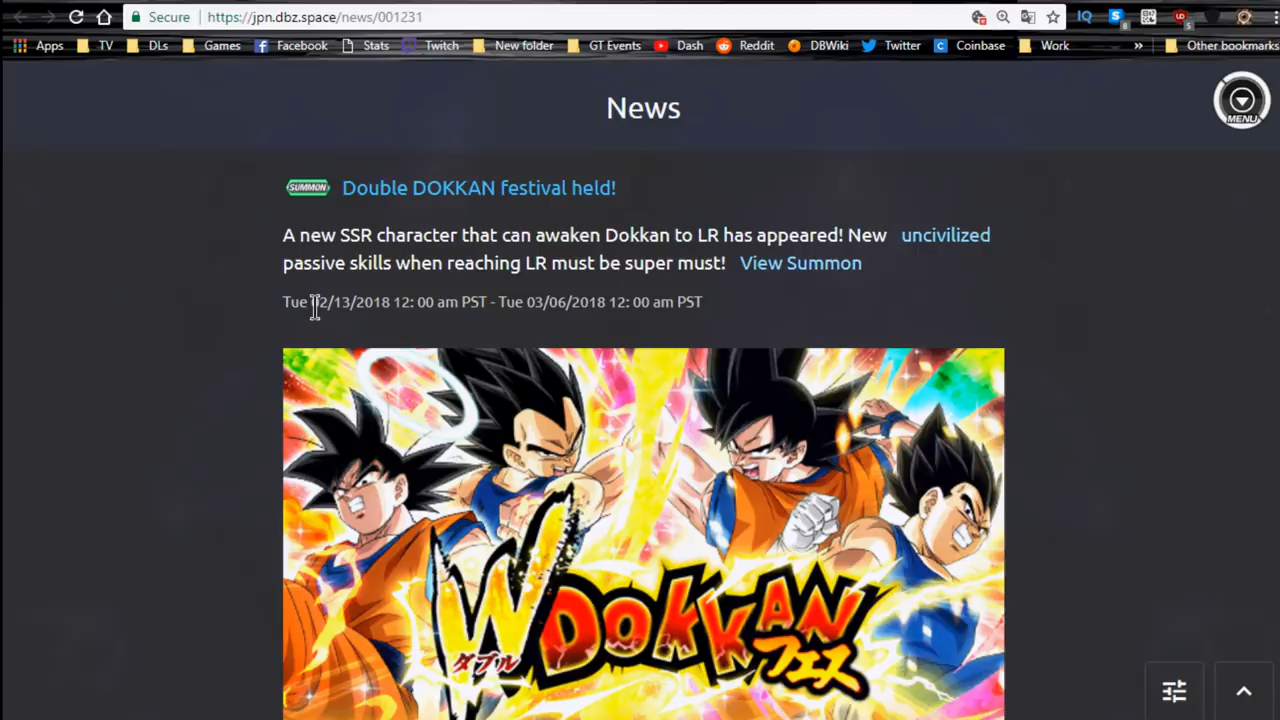 Secure https://jpn.dbz.space/news/001231
Apps TV DLs Games Facebook Stats Twitch New folder GT Events Dash Reddit DBWiki Twitter Coinbase Work » Other bookmarks
News
MENU
SUMMON Double DOKKAN festival held!
A new SSR character that can awaken Dokkan to LR has appeared! New uncivilized
passive skills when reaching LR must be super must! View Summon
Tue 02/13/2018 12: 00 am PST - Tue 03/06/2018 12: 00 am PST
W DOKKAN
ダブル フェス